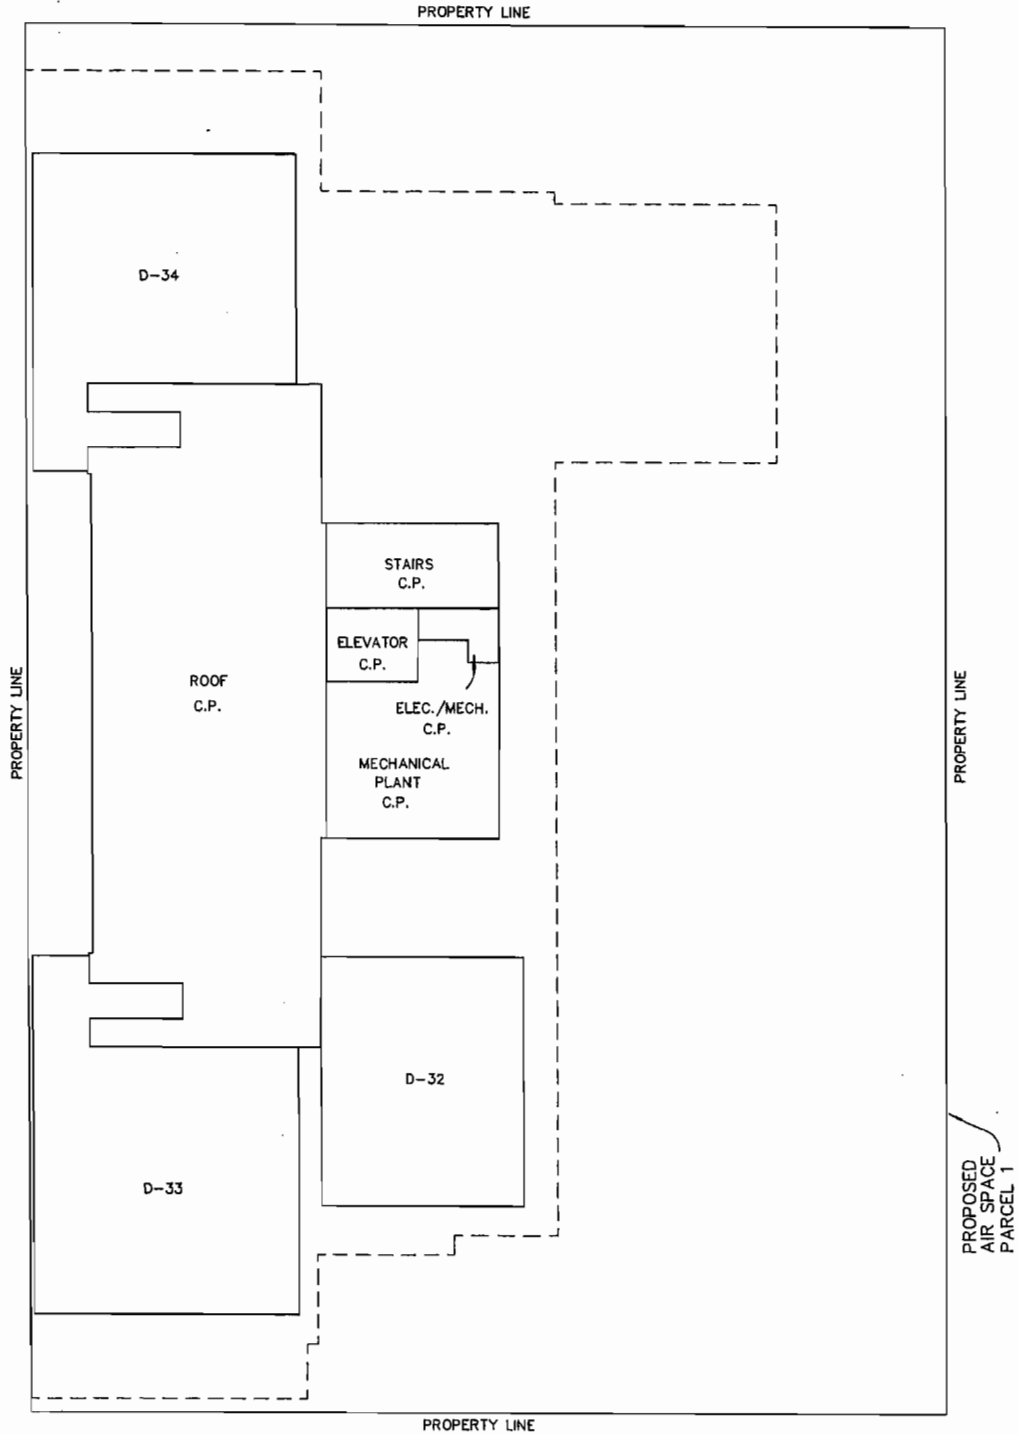 PROPERTY LINE
D-34
STAIRS
C.P.
ELEVATOR
C.P.
ROOF
C.P.
ELEC./MECH.
C.P.
MECHANICAL
PLANT
C.P.
PROPERTY LINE
PROPERTY LINE
D-32
D-33
PROPOSED
AIR SPACE
PARCEL 1
PROPERTY LINE